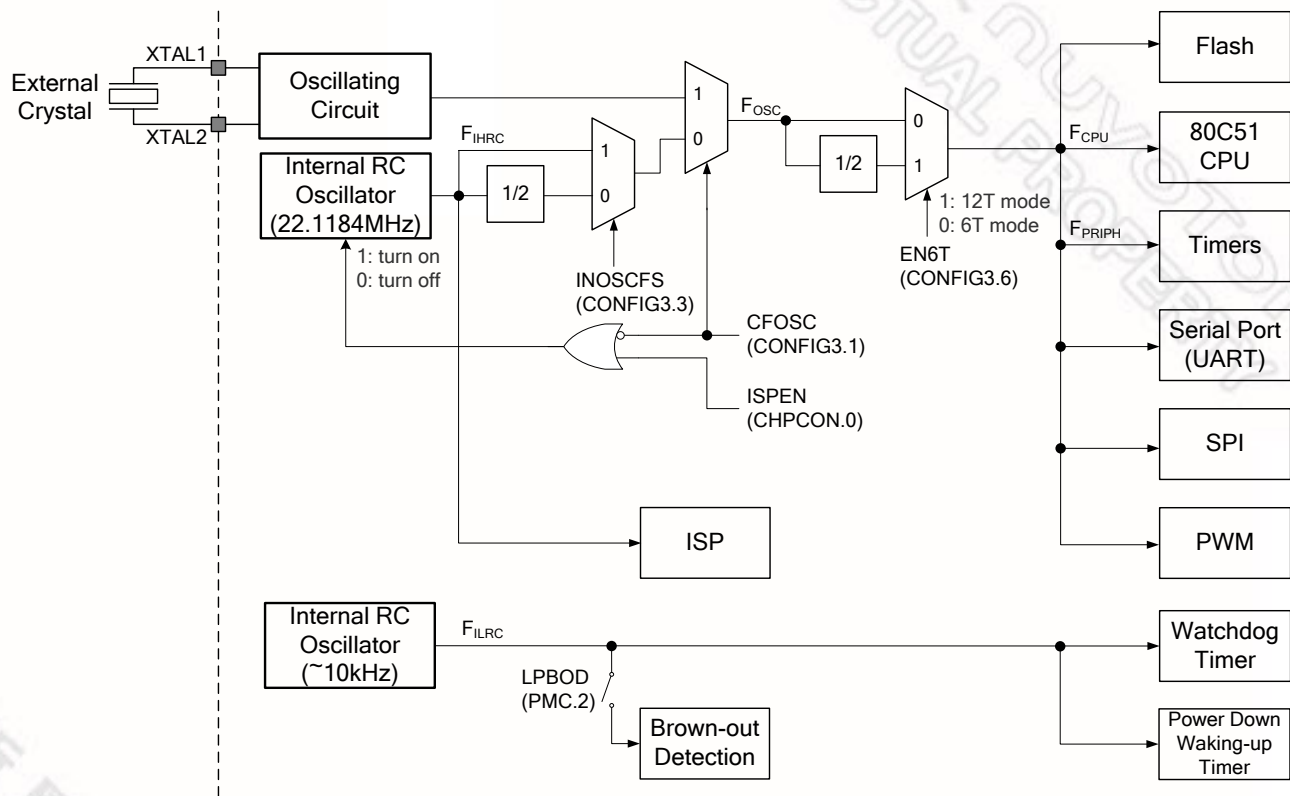 XTAL1
External
Crystal
XTAL2
Oscillating
Circuit
Internal RC
Oscillator
(22.1184MHz)
1: turn on
0: turn off
FIHRC
1/2
1
0
INOSCFS
(CONFIG3.3)
1
0
FOSC
1/2
0
1
1: 12T mode
0: 6T mode
EN6T
(CONFIG3.6)
CFOSC
(CONFIG3.1)
ISPEN
(CHPCON.0)
ISP
FCPU
FPRIPH
Flash
80C51
CPU
Timers
Serial Port
(UART)
SPI
PWM
Internal RC
Oscillator
(~10kHz)
FILRC
LPBOD
(PMC.2)
Brown-out
Detection
Watchdog
Timer
Power Down
Waking-up
Timer
NUVOTON
PROPERTY